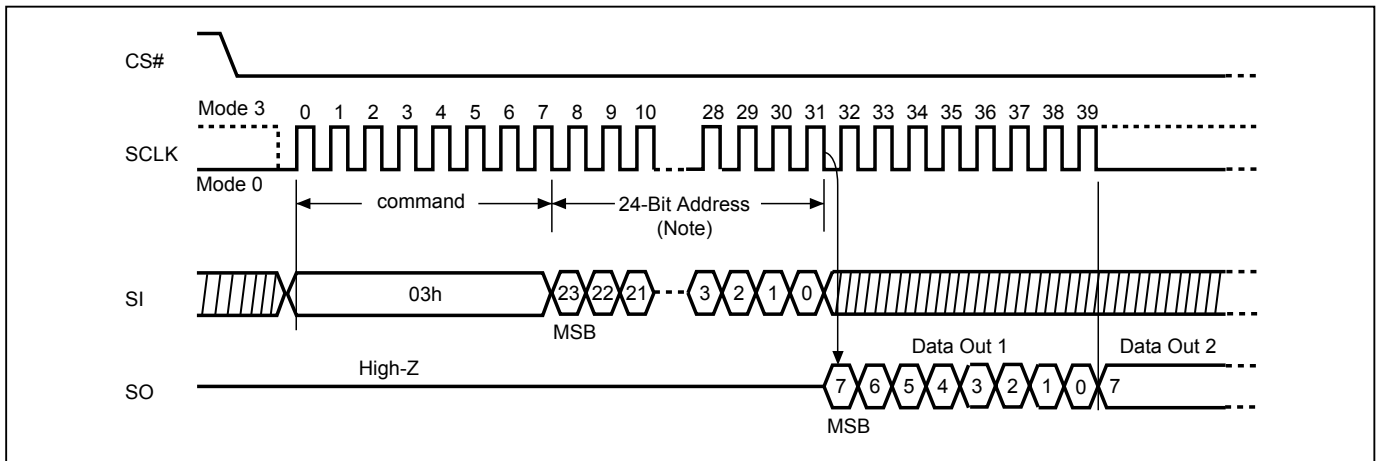 CS#
Mode 3
0 1 2 3 4 5 6 7 8 9 10 28 29 30 31 32 33 34 35 36 37 38 39
SCLK
Mode 0
command
24-Bit Address
(Note)
SI
03h
23 22 21 3 2 1 0
MSB
High-Z
Data Out 1
Data Out 2
SO
7 6 5 4 3 2 1 0 7
MSB